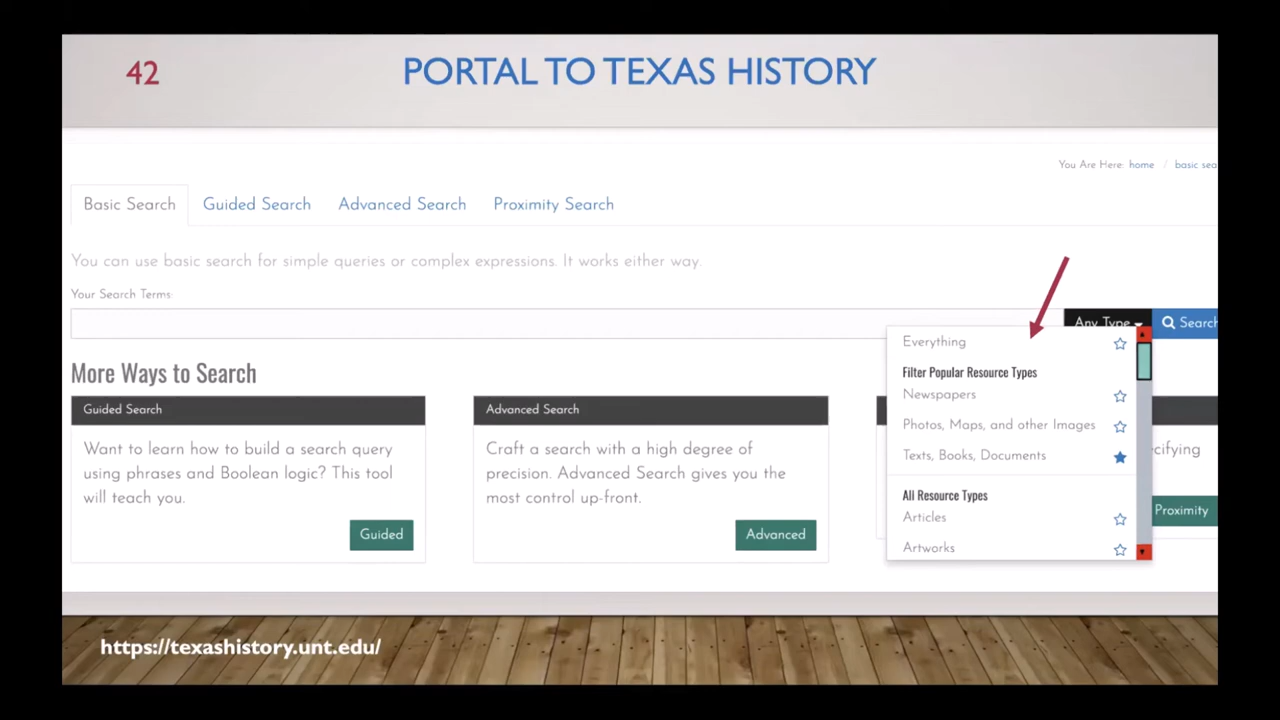 42
PORTAL TO TEXAS HISTORY
You Are Here: home / basic sea
Basic Search Guided Search Advanced Search Proximity Search
You can use basic search for simple queries or complex expressions. It works either way.
Your Search Terms:
Any Type
Search
Everything
Filter Popular Resource Types
Newspapers
Photos, Maps, and other Images
Texts, Books, Documents
All Resource Types
Articles
Artworks
More Ways to Search
Guided Search
Want to learn how to build a search query
using phrases and Boolean logic? This tool
will teach you.
Guided
Advanced Search
Craft a search with a high degree of
precision. Advanced Search gives you the
most control up-front.
Advanced
ecifying
Proximity
https://texashistory.unt.edu/